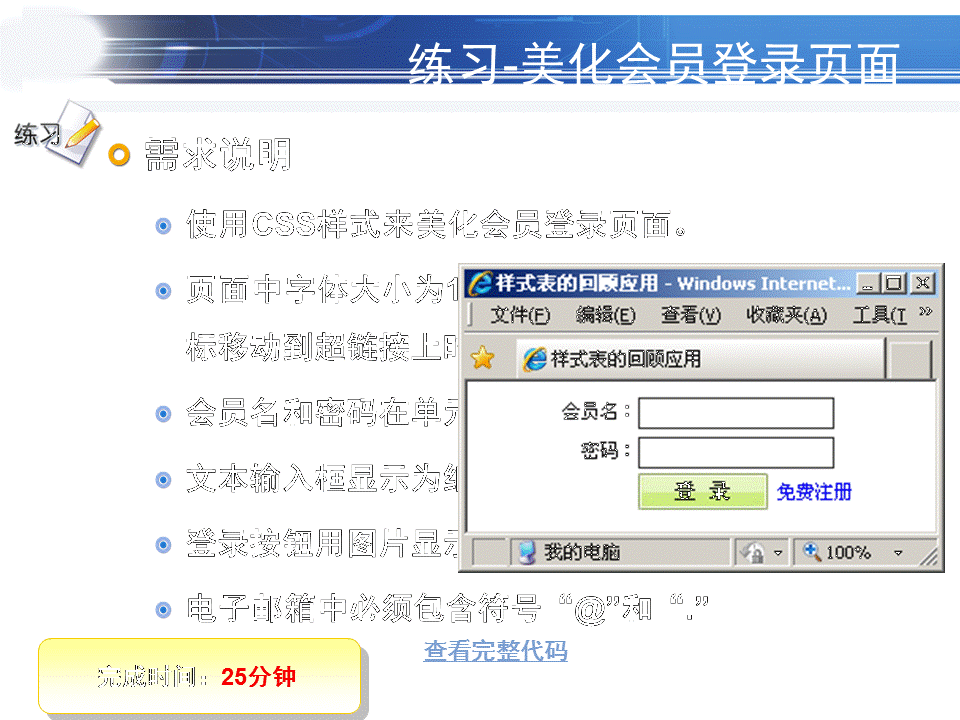 练习-美化会员登录页面
练习
需求说明
使用CSS样式来美化会员登录页面。
页面中字体大小为1
标移动到超链接上时
会员名和密码在单元
文本输入框显示为细
登录按钮用图片显示
电子邮箱中必须包含符号“@”和“.”
样式表的回顾应用 - Windows Internet...
文件(F) 编辑(E) 查看(V) 收藏夹(A) 工具(T »
样式表的回顾应用
会员名：
密码：
登 录 免费注册
我的电脑 100%
查看完整代码
完成时间：25分钟